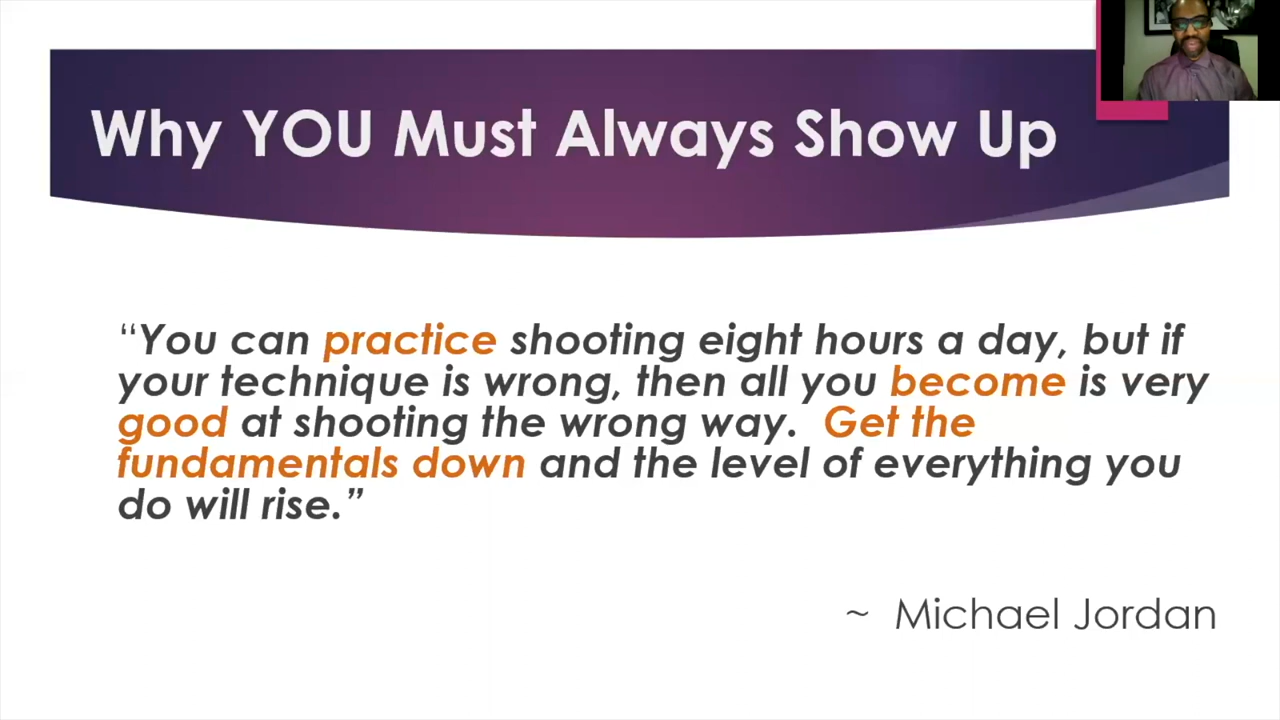 Why YOU Must Always Show Up
“You can practice shooting eight hours a day, but if
your technique is wrong, then all you become is very
good at shooting the wrong way.  Get the
fundamentals down and the level of everything you
do will rise.”
~ Michael Jordan